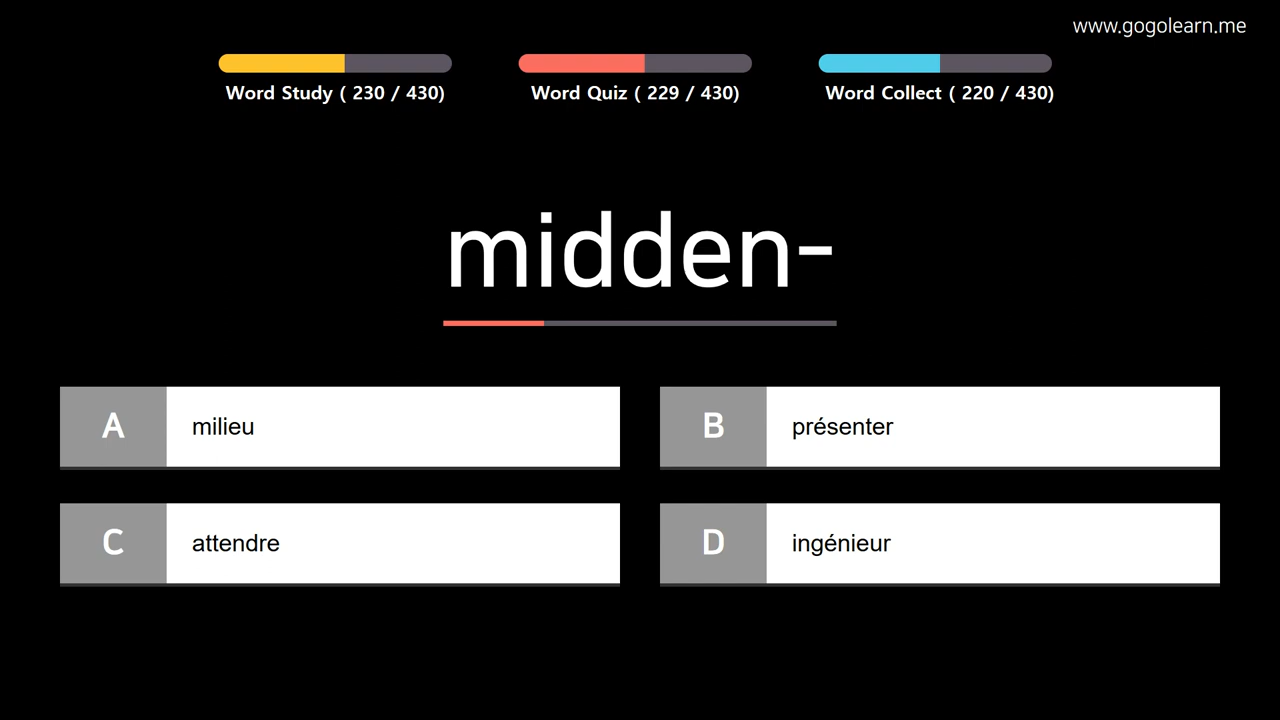 www.gogolearn.me
Word Study ( 230 / 430)
Word Quiz ( 229 / 430)
Word Collect ( 220 / 430)
midden-
A milieu
B présenter
C attendre
D ingénieur